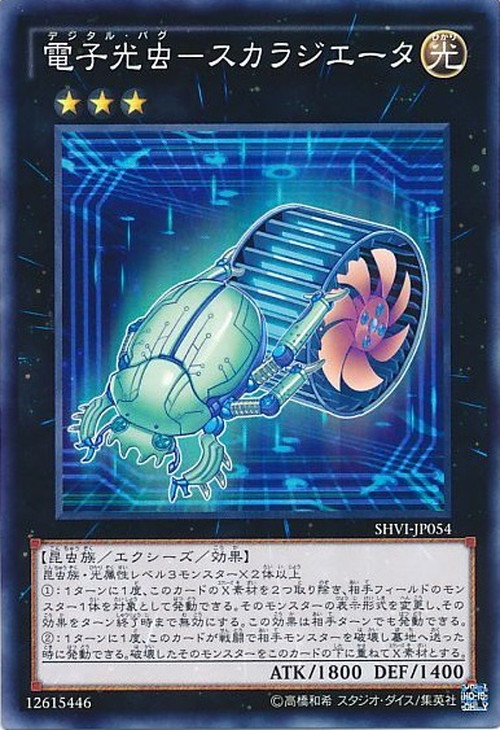 デジタル・バグ
電子光虫－スカラジエータ
ひかり
光
SHVI-JP054
【昆虫族／エクシーズ／効果】
昆虫族・光属性レベル3モンスター×2体以上
①：1ターンに1度、このカードのX素材を2つ取り除き、相手フィールドのモン
スター1体を対象として発動できる。そのモンスターの表示形式を変更し、その
効果をターン終了時まで無効にする。この効果は相手ターンでも発動できる。
②：1ターンに1度、このカードが戦闘で相手モンスターを破壊し墓地へ送った
時に発動できる。破壊したそのモンスターをこのカードの下に重ねてX素材とする。
ATK/1800 DEF/1400
12615446
©高橋和希 スタジオ・ダイス/集英社